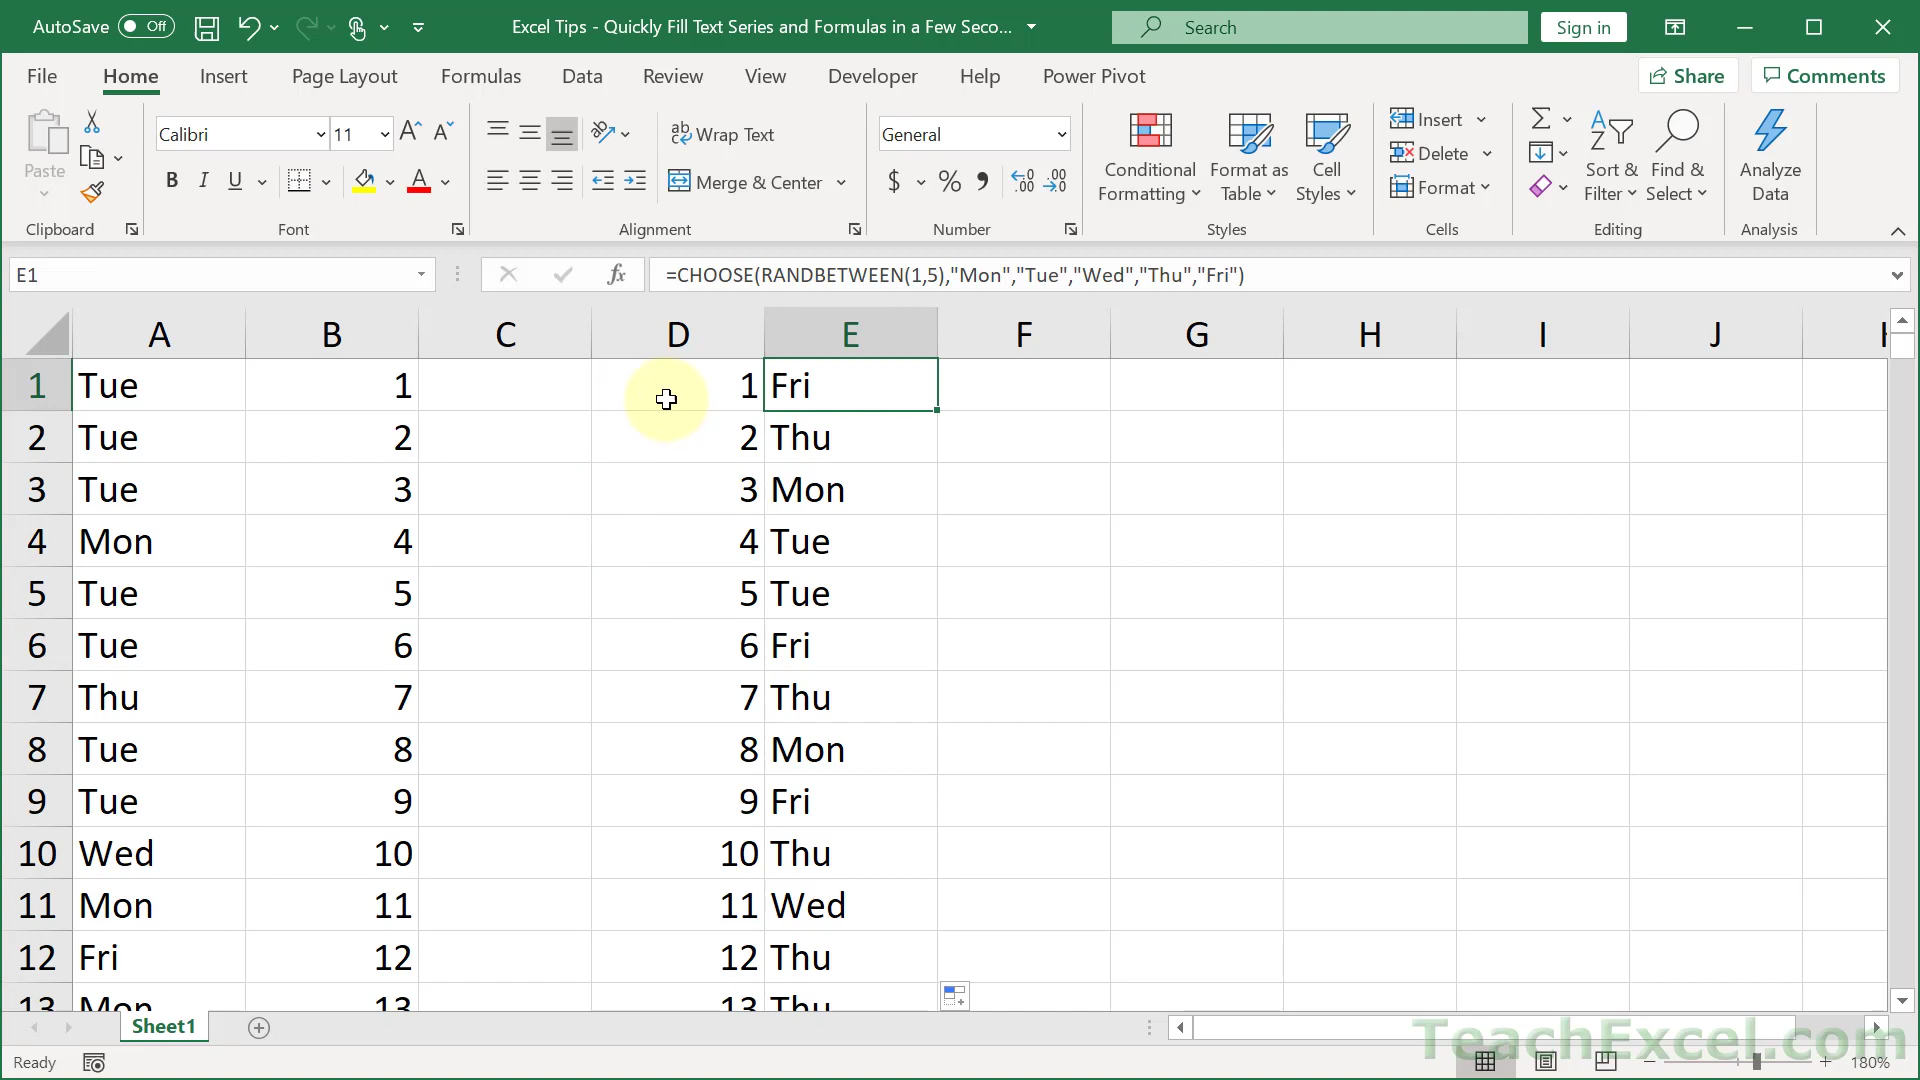 AutoSave Off Excel Tips - Quickly Fill Text Series and Formulas in a Few Seco... Search Sign in
File Home Insert Page Layout Formulas Data Review View Developer Help Power Pivot Share Comments
Paste
Clipboard
Calibri 11
B I U
Font
Wrap Text
Merge & Center
Alignment
General
$ % 9
Number
Conditional Formatting
Format as Table
Cell Styles
Styles
Insert
Delete
Format
Cells
Sort & Filter
Find & Select
Editing
Analyze Data
Analysis
E1 fx =CHOOSE(RANDBETWEEN(1,5),"Mon","Tue","Wed","Thu","Fri")
A B C D E F G H I J
1 Tue 1 1 Fri
2 Tue 2 2 Thu
3 Tue 3 3 Mon
4 Mon 4 4 Tue
5 Tue 5 5 Tue
6 Tue 6 6 Fri
7 Thu 7 7 Thu
8 Tue 8 8 Mon
9 Tue 9 9 Fri
10 Wed 10 10 Thu
11 Mon 11 11 Wed
12 Fri 12 12 Thu
13 Mon 13 13 Thu
Sheet1
TeachExcel.com
Ready 180%